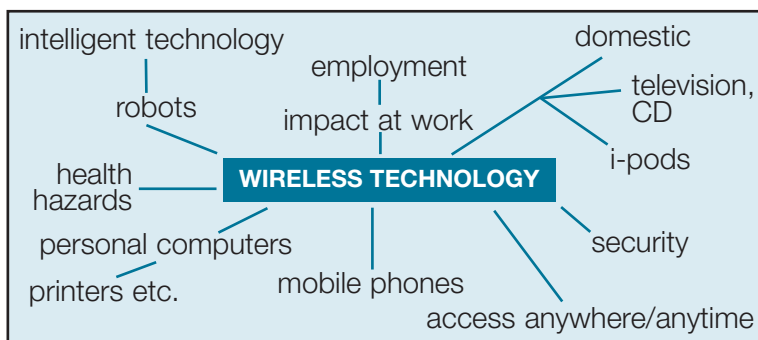 intelligent technology
domestic
employment
television,
CD
robots
impact at work
i-pods
health
hazards
WIRELESS TECHNOLOGY
personal computers
security
printers etc.
mobile phones
access anywhere/anytime